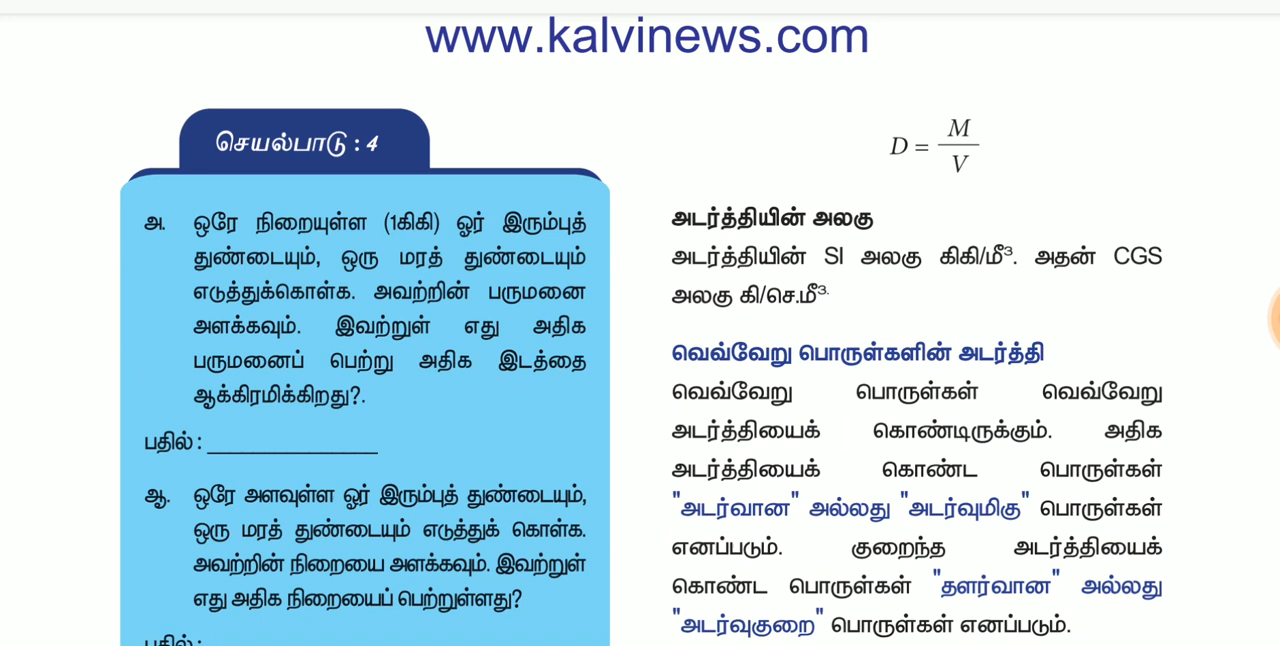 www.kalvinews.com
செயல்பாடு : 4
அ. ஒரே நிறையுள்ள (1கிகி) ஓர் இரும்புத்
துண்டையும், ஒரு மரத் துண்டையும்
எடுத்துக்கொள்க. அவற்றின் பருமனை
அளக்கவும். இவற்றுள் எது அதிக
பருமனைப் பெற்று அதிக இடத்தை
ஆக்கிரமிக்கிறது?.
பதில் : _______________
ஆ. ஒரே அளவுள்ள ஓர் இரும்புத் துண்டையும்,
ஒரு மரத் துண்டையும் எடுத்துக் கொள்க.
அவற்றின் நிறையை அளக்கவும். இவற்றுள்
எது அதிக நிறையைப் பெற்றுள்ளது?
பதில் :
D = M / V
அடர்த்தியின் அலகு
அடர்த்தியின் SI அலகு கிகி/மீ³. அதன் CGS
அலகு கி/செ.மீ³.
வெவ்வேறு பொருள்களின் அடர்த்தி
வெவ்வேறு பொருள்கள் வெவ்வேறு
அடர்த்தியைக் கொண்டிருக்கும். அதிக
அடர்த்தியைக் கொண்ட பொருள்கள்
"அடர்வான" அல்லது "அடர்வுமிகு" பொருள்கள்
எனப்படும். குறைந்த அடர்த்தியைக்
கொண்ட பொருள்கள் "தளர்வான" அல்லது
"அடர்வுகுறை" பொருள்கள் எனப்படும்.